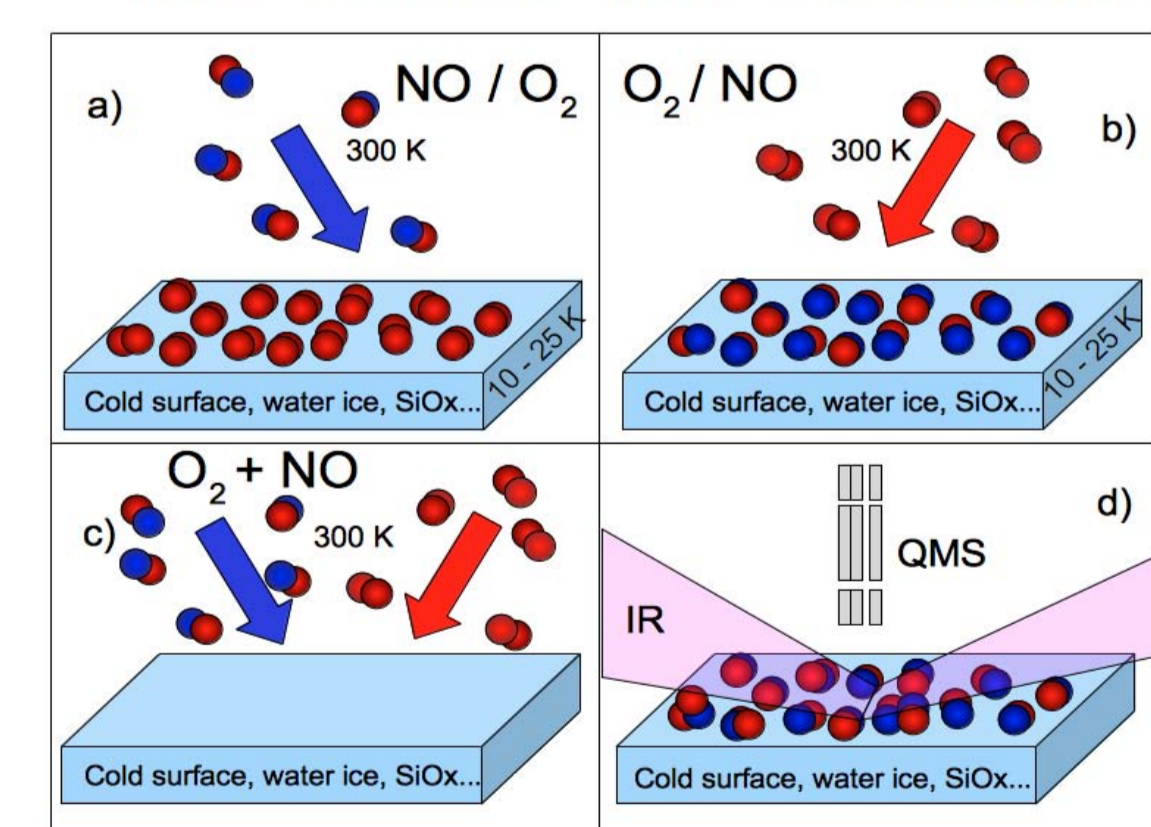 a)
NO / O₂
300 K
10 - 25 K
Cold surface, water ice, SiOx...
O₂ / NO
b)
300 K
10 - 25 K
Cold surface, water ice, SiOx...
O₂ + NO
c)
300 K
Cold surface, water ice, SiOx...
d)
QMS
IR
Cold surface, water ice, SiOx...